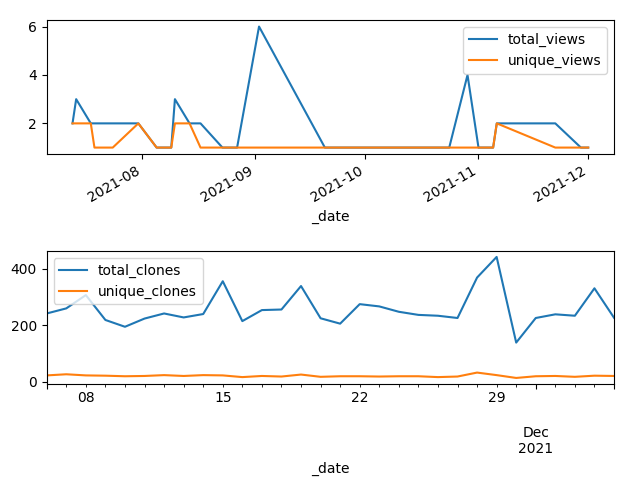 6
4
2
total_views
unique_views
2021-08
2021-09
2021-10
2021-11
2021-12
_date
400
200
0
total_clones
unique_clones
08
15
22
29
Dec
2021
_date